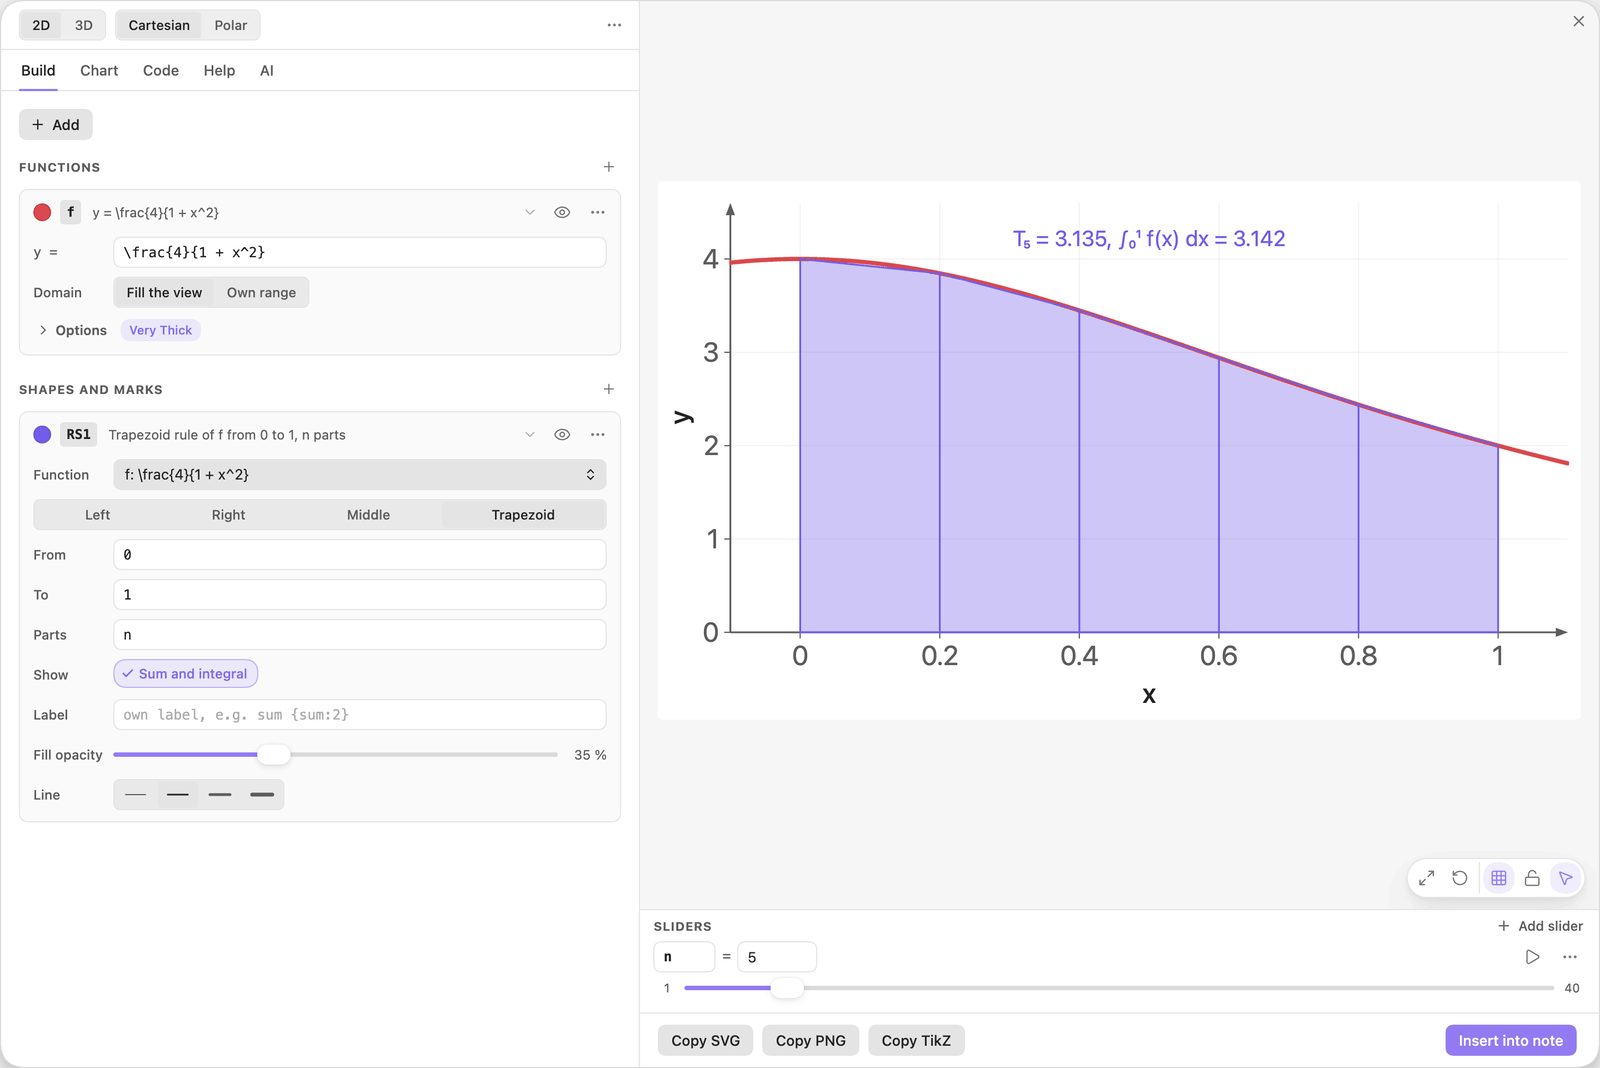 2D 3D Cartesian Polar
Build Chart Code Help AI
+ Add
FUNCTIONS
f y = \frac{4}{1 + x^2}
y = \frac{4}{1 + x^2}
Domain Fill the view Own range
Options Very Thick
SHAPES AND MARKS
RS1 Trapezoid rule of f from 0 to 1, n parts
Function f: \frac{4}{1 + x^2}
Left Right Middle Trapezoid
From 0
To 1
Parts n
Show Sum and integral
Label own label, e.g. sum {sum:2}
Fill opacity 35 %
Line
T₅ = 3.135, ∫₀¹ f(x) dx = 3.142
4
3
y
2
1
0
0 0.2 0.4 0.6 0.8 1
x
SLIDERS + Add slider
n = 5
1 40
Copy SVG Copy PNG Copy TikZ Insert into note